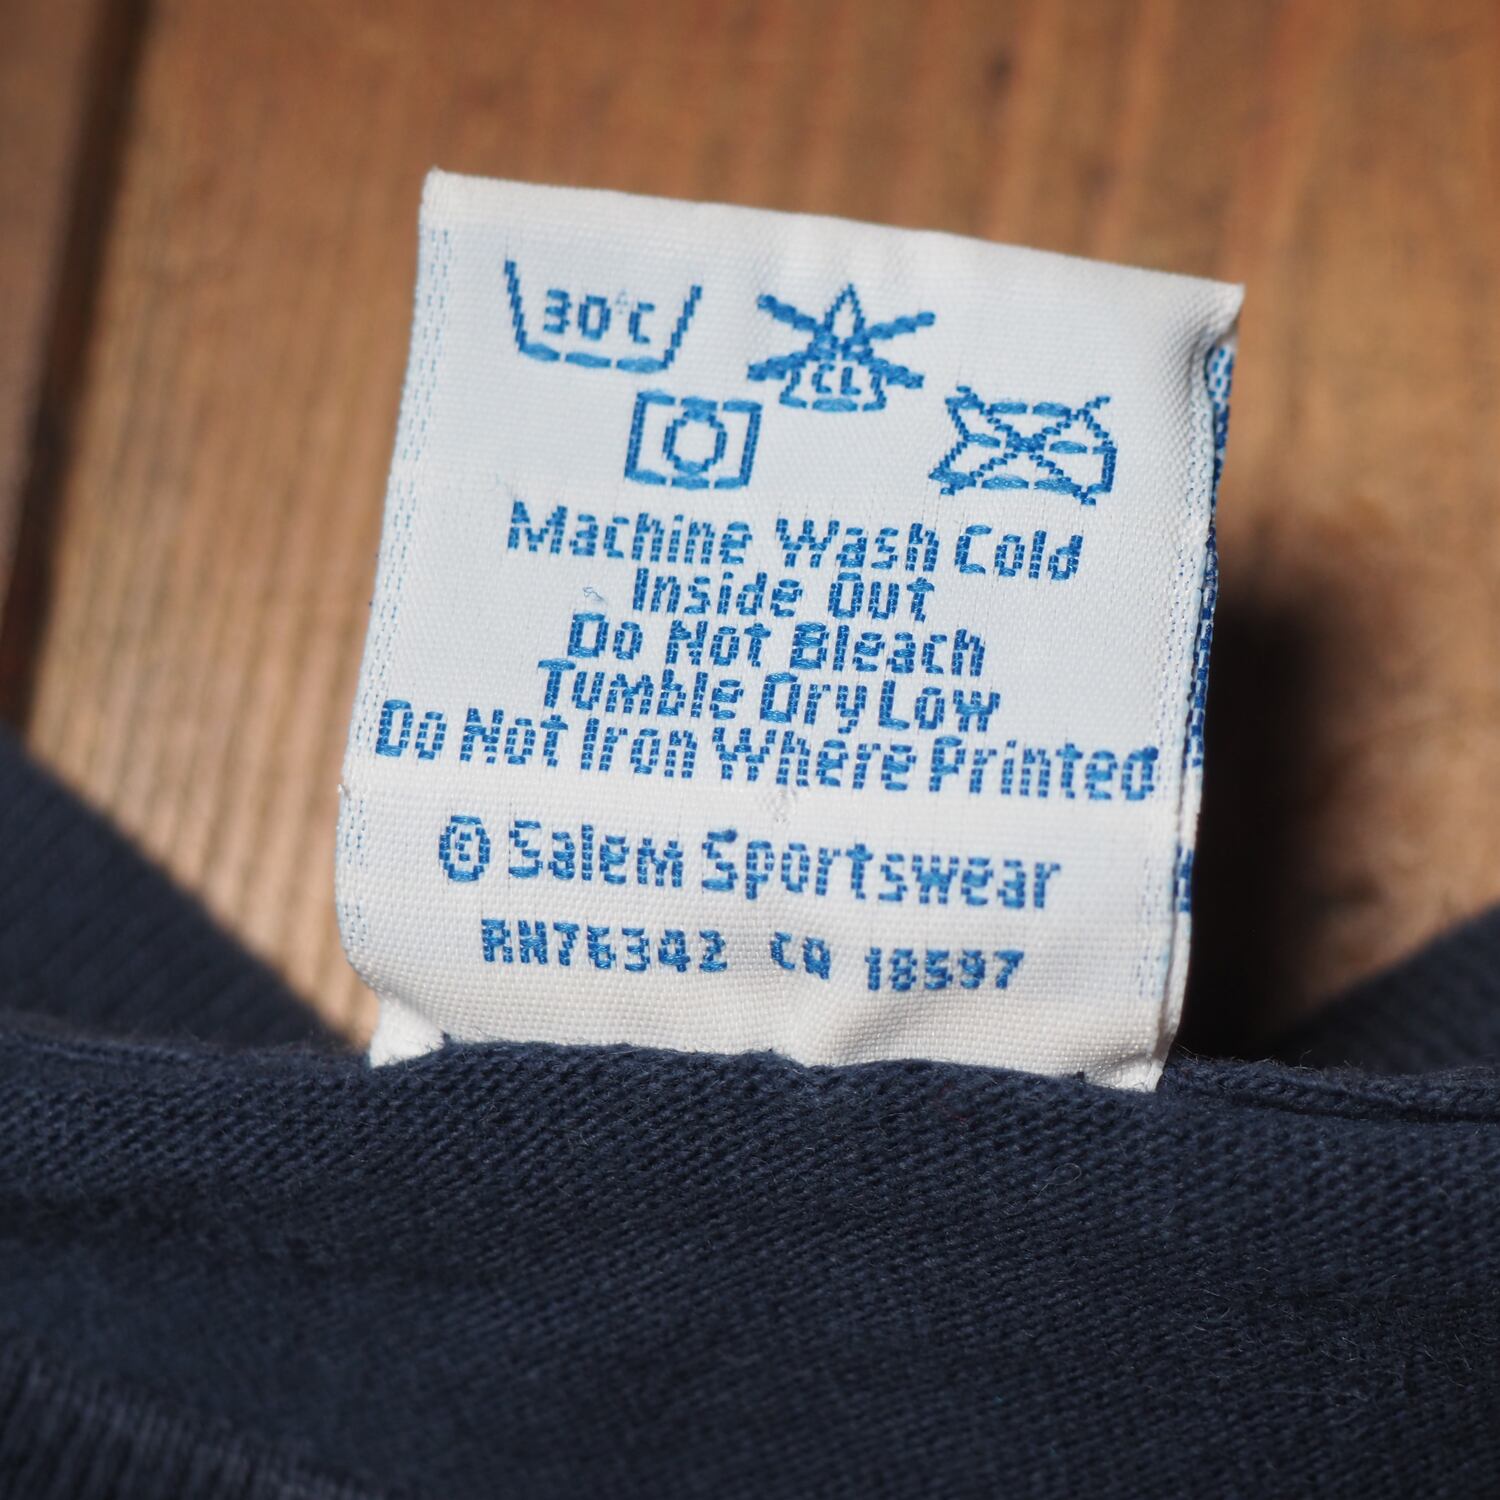 30°C
CL
Machine Wash Cold
Inside Out
Do Not Bleach
Tumble Dry Low
Do Not Iron Where Printed
© Salem Sportswear
RN76342 CA 18597